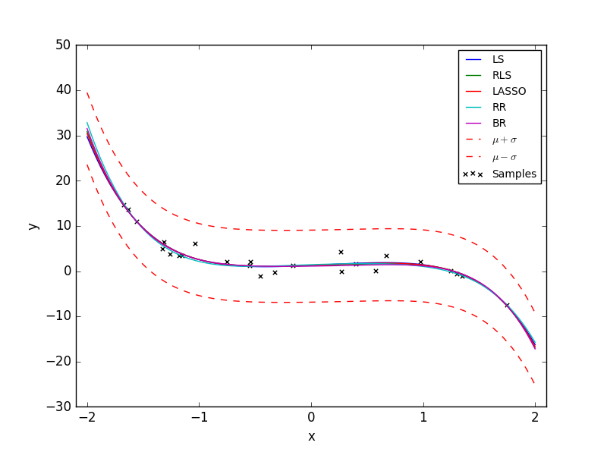 50
40
30
20
10
0
−10
−20
−30
y
−2
−1
0
1
2
x
LS
RLS
LASSO
RR
BR
μ + σ
μ − σ
Samples